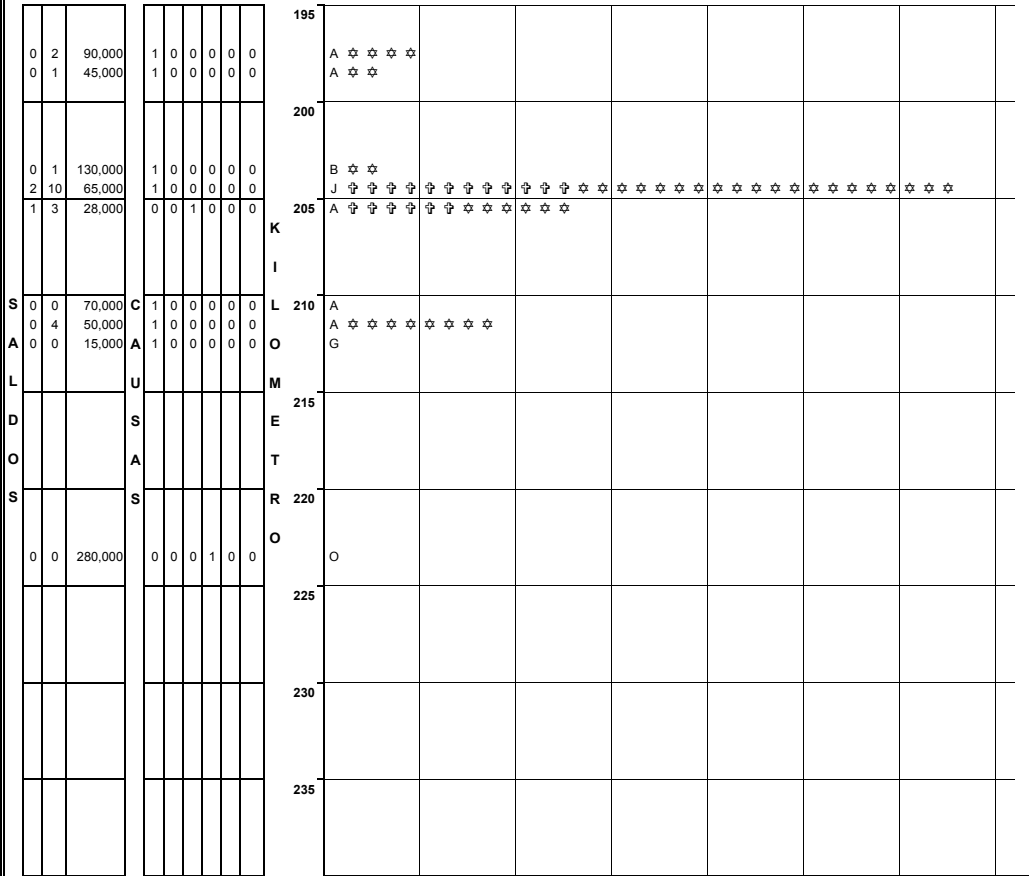 195
0 2 90,000 1 0 0 0 0 0 A ✡ ✡ ✡ ✡
0 1 45,000 1 0 0 0 0 0 A ✡ ✡
200
0 1 130,000 1 0 0 0 0 0 B ✡ ✡
2 10 65,000 1 0 0 0 0 0 J ✞ ✞ ✞ ✞ ✞ ✞ ✞ ✞ ✞ ✞ ✞ ✞ ✡ ✡ ✡ ✡ ✡ ✡ ✡ ✡ ✡ ✡ ✡ ✡ ✡ ✡ ✡ ✡ ✡ ✡ ✡ ✡
1 3 28,000 0 0 1 0 0 0 205 A ✞ ✞ ✞ ✞ ✞ ✞ ✡ ✡ ✡ ✡ ✡ ✡
0 0 70,000 1 0 0 0 0 0 210 A
0 4 50,000 1 0 0 0 0 0 A ✡ ✡ ✡ ✡ ✡ ✡ ✡ ✡
0 0 15,000 1 0 0 0 0 0 G
215
220
0 0 280,000 0 0 0 1 0 0 O
225
230
235
SALDOS
CAUSAS
KILOMETRO